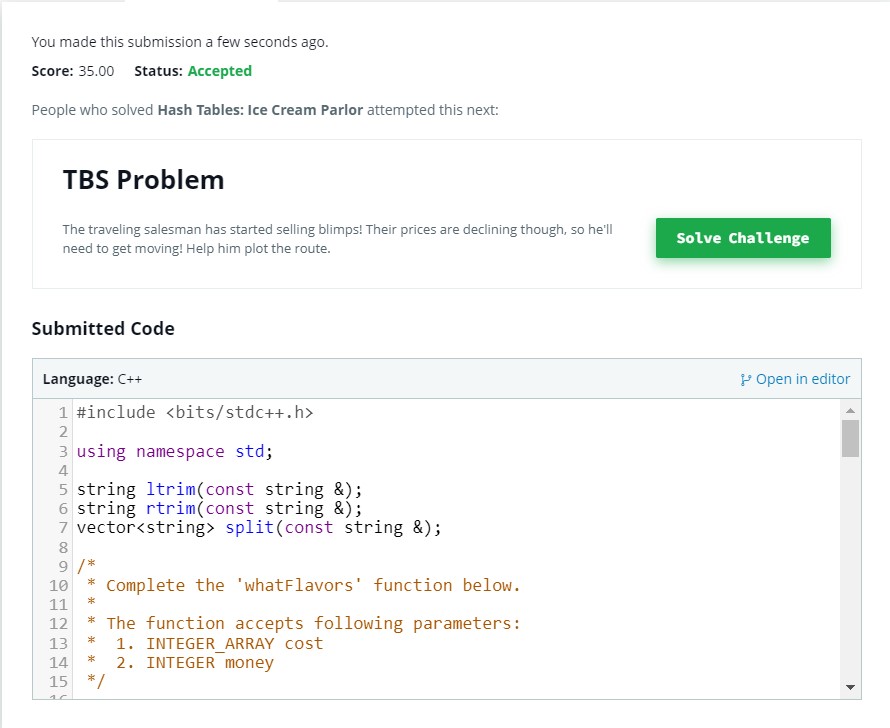 You made this submission a few seconds ago.
Score: 35.00 Status: Accepted
People who solved Hash Tables: Ice Cream Parlor attempted this next:
TBS Problem
The traveling salesman has started selling blimps! Their prices are declining though, so he'll
need to get moving! Help him plot the route.
Solve Challenge
Submitted Code
Language: C++ Open in editor
1 #include <bits/stdc++.h>
2
3 using namespace std;
4
5 string ltrim(const string &);
6 string rtrim(const string &);
7 vector<string> split(const string &);
8
9 /*
10 * Complete the 'whatFlavors' function below.
11 *
12 * The function accepts following parameters:
13 * 1. INTEGER_ARRAY cost
14 * 2. INTEGER money
15 */